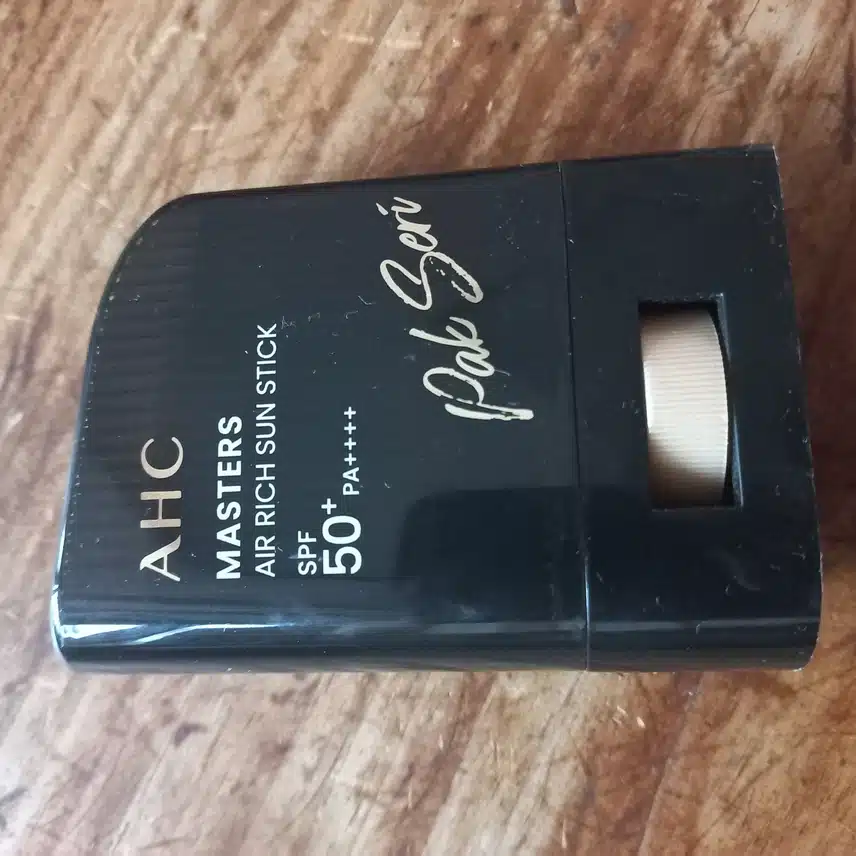 AHC
MASTERS
AIR RICH SUN STICK
SPF
50+ PA++++
Pak Seri